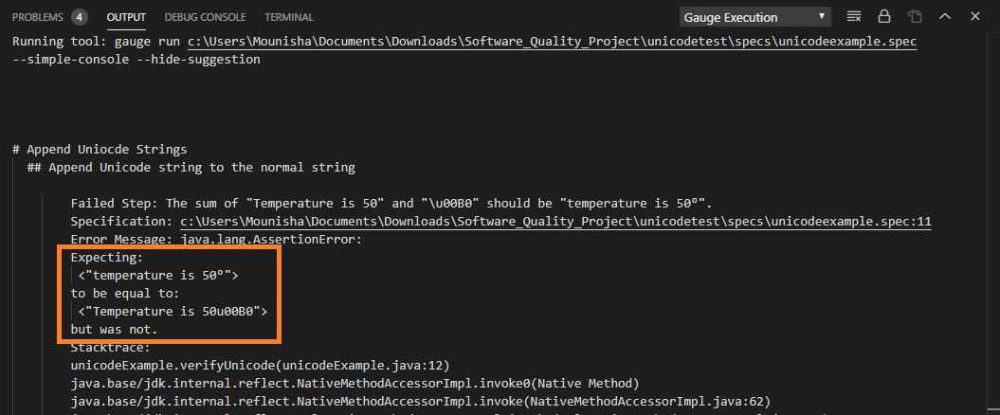 PROBLEMS 4 OUTPUT DEBUG CONSOLE TERMINAL Gauge Execution
Running tool: gauge run c:\Users\Mounisha\Documents\Downloads\Software_Quality_Project\unicodetest\specs\unicodeexample.spec
--simple-console --hide-suggestion
# Append Uniocde Strings
## Append Unicode string to the normal string
Failed Step: The sum of "Temperature is 50" and "\u00B0" should be "temperature is 50º".
Specification: c:\Users\Mounisha\Documents\Downloads\Software_Quality_Project\unicodetest\specs\unicodeexample.spec:11
Error Message: java.lang.AssertionError:
Expecting:
<"temperature is 50º">
to be equal to:
<"Temperature is 50u00B0">
but was not.
Stacktrace:
unicodeExample.verifyUnicode(unicodeExample.java:12)
java.base/jdk.internal.reflect.NativeMethodAccessorImpl.invoke0(Native Method)
java.base/jdk.internal.reflect.NativeMethodAccessorImpl.invoke(NativeMethodAccessorImpl.java:62)